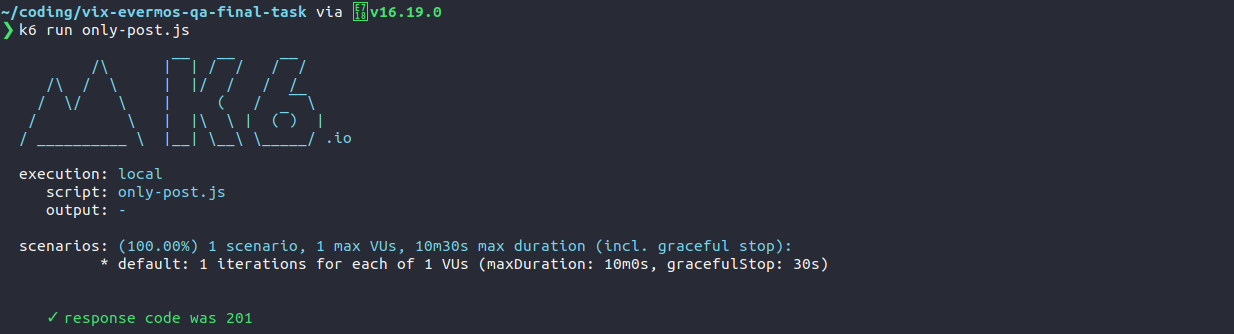 ~/coding/vix-evermos-qa-final-task via v16.19.0
❯ k6 run only-post.js
.io
execution: local
script: only-post.js
output: -
scenarios: (100.00%) 1 scenario, 1 max VUs, 10m30s max duration (incl. graceful stop):
* default: 1 iterations for each of 1 VUs (maxDuration: 10m0s, gracefulStop: 30s)
✓ response code was 201